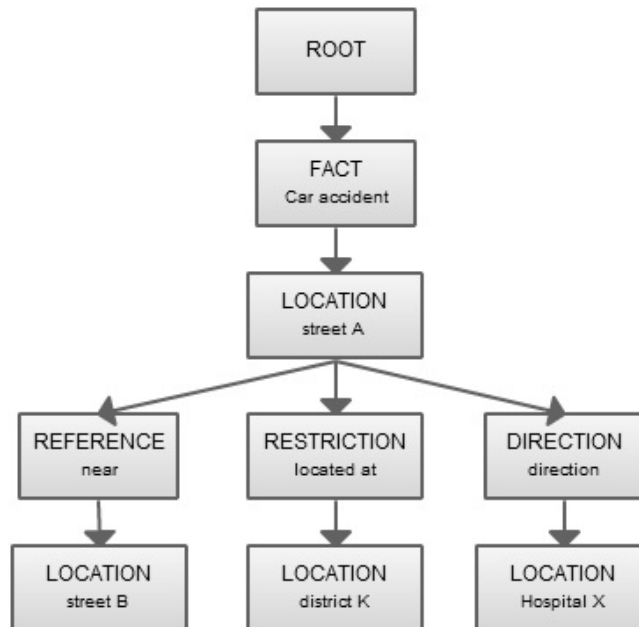 ROOT
FACT
Car accident
LOCATION
street A
REFERENCE
near
RESTRICTION
located at
DIRECTION
direction
LOCATION
street B
LOCATION
district K
LOCATION
Hospital X